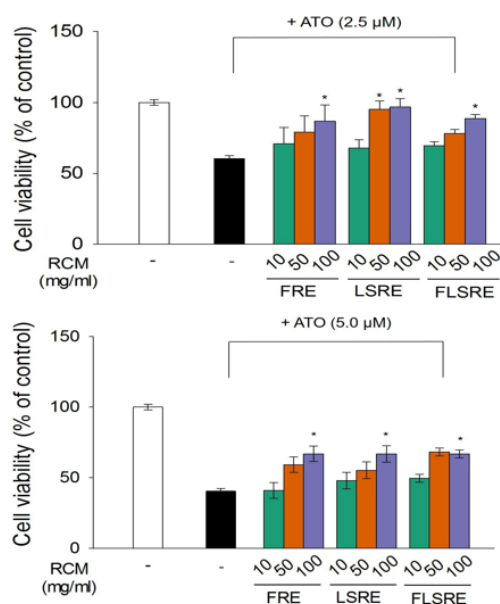 + ATO (2.5 µM)
Cell viability (% of control)
150
100
50
0
* * * *
RCM (mg/ml)
- - 10 50 100 10 50 100 10 50 100
FRE LSRE FLSRE
+ ATO (5.0 µM)
Cell viability (% of control)
150
100
50
0
* * *
RCM (mg/ml)
- - 10 50 100 10 50 100 10 50 100
FRE LSRE FLSRE